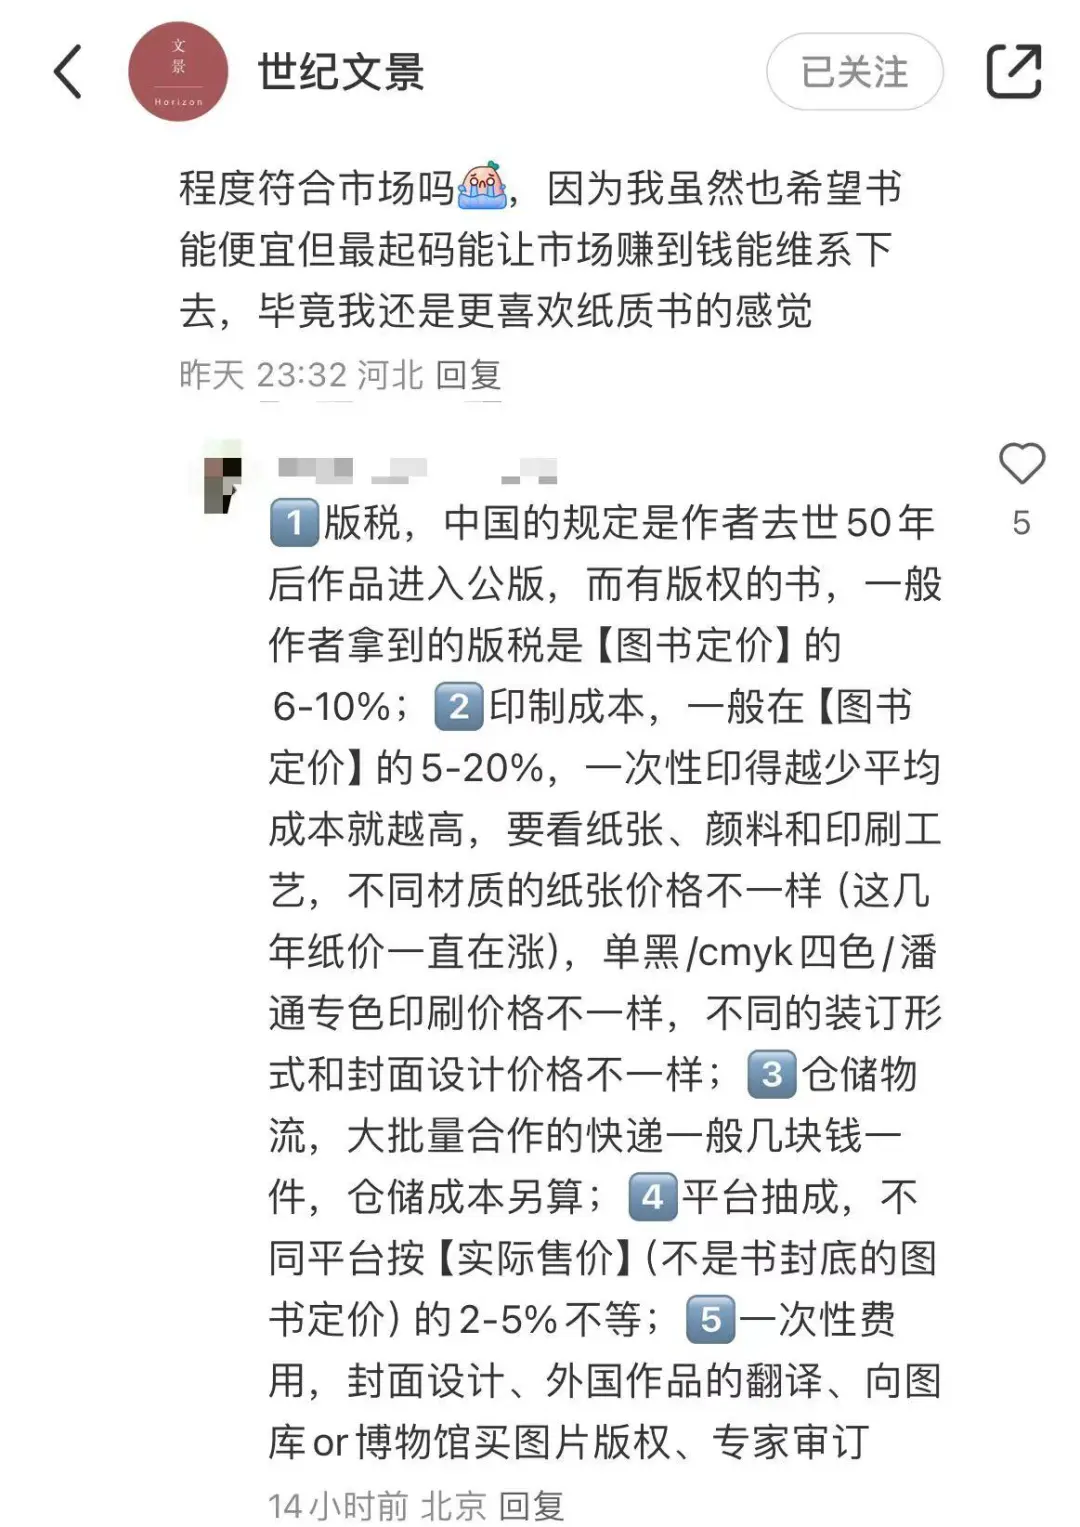 文
景
Horizon
世纪文景
已关注
程度符合市场吗，因为我虽然也希望书
能便宜但最起码能让市场赚到钱能维系下
去，毕竟我还是更喜欢纸质书的感觉
昨天 23:32 河北 回复
1版税，中国的规定是作者去世50年
后作品进入公版，而有版权的书，一般
作者拿到的版税是【图书定价】的
6-10%；2印制成本，一般在【图书
定价】的5-20%，一次性印得越少平均
成本就越高，要看纸张、颜料和印刷工
艺，不同材质的纸张价格不一样（这几
年纸价一直在涨），单黑/cmyk四色/潘
通专色印刷价格不一样，不同的装订形
式和封面设计价格不一样；3仓储物
流，大批量合作的快递一般几块钱一
件，仓储成本另算；4平台抽成，不
同平台按【实际售价】（不是书封底的图
书定价）的2-5%不等；5一次性费
用，封面设计、外国作品的翻译、向图
库or博物馆买图片版权、专家审订
14小时前 北京 回复
5